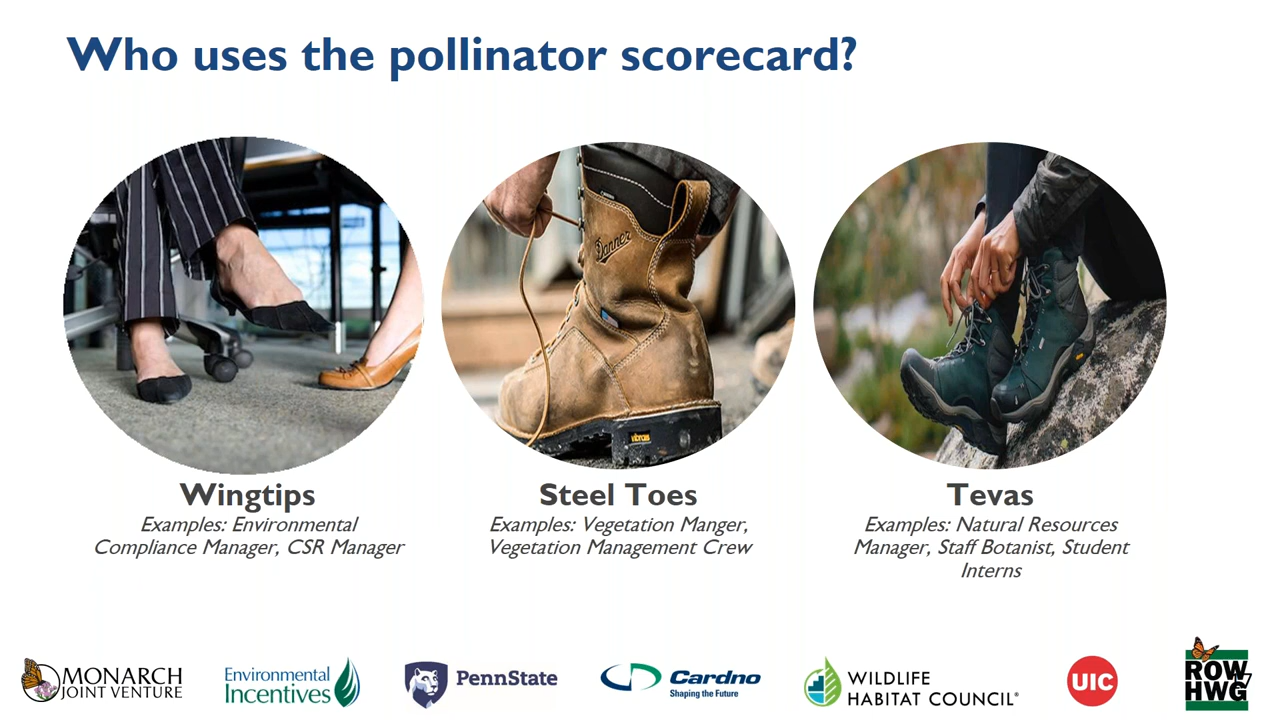 Who uses the pollinator scorecard?
Danner
vibram
Wingtips
Examples: Environmental
Compliance Manager, CSR Manager
Steel Toes
Examples: Vegetation Manger,
Vegetation Management Crew
Tevas
Examples: Natural Resources
Manager, Staff Botanist, Student
Interns
MONARCH
JOINT VENTURE
Environmental
Incentives
PennState
Cardno
Shaping the Future
WILDLIFE
HABITAT COUNCIL®
UIC
ROW
HWG
7